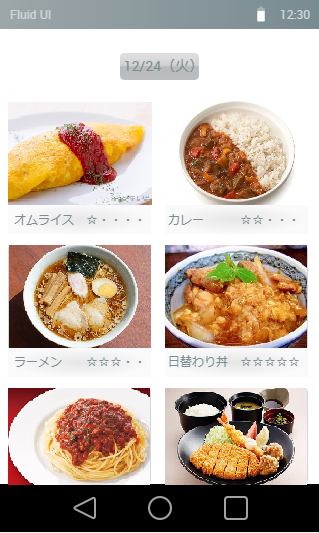 Fluid UI 12:30
12/24（火）
オムライス ☆・・・・
カレー ☆☆・・・
ラーメン ☆☆☆・・
日替わり丼 ☆☆☆☆☆